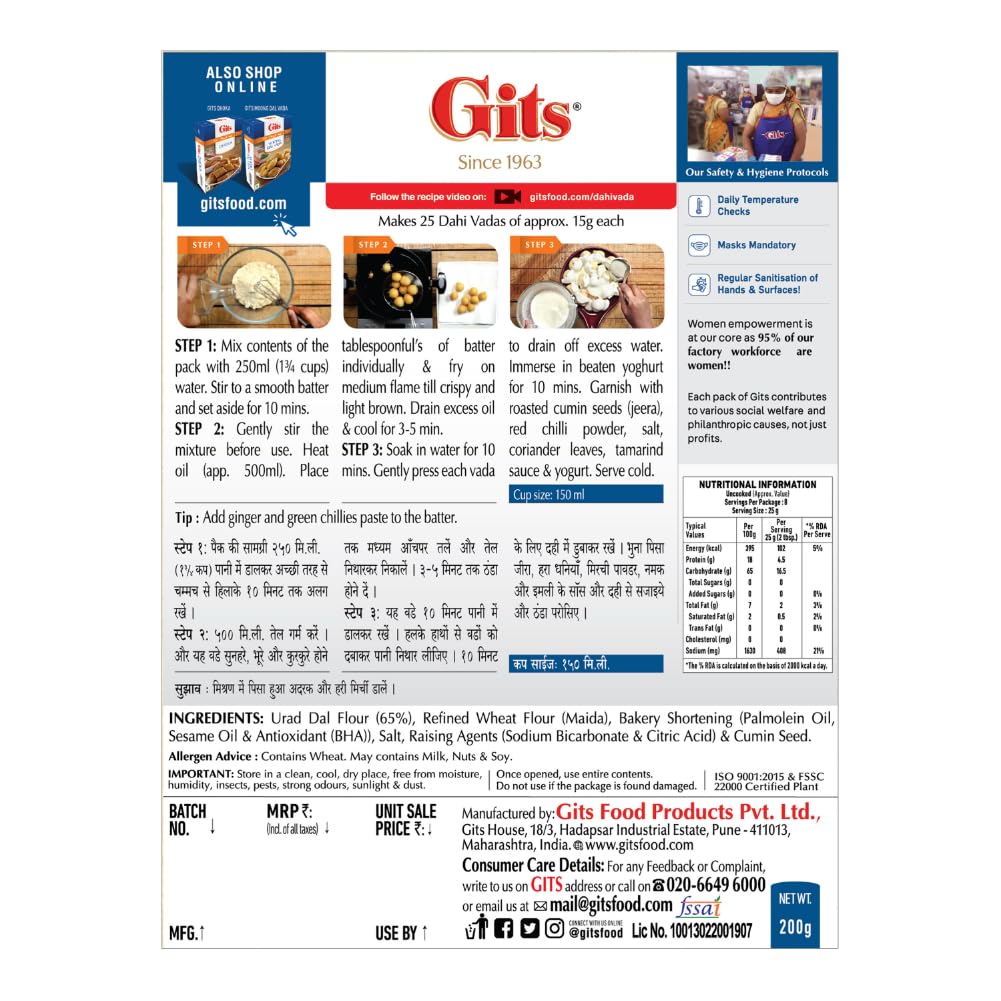 ALSO SHOP
ONLINE
GITS DHOKLA
GITS MOONG DAL VADA
Gits
Gits
gitsfood.com
Gits®
Since 1963
Follow the recipe video on: gitsfood.com/dahivada
Makes 25 Dahi Vadas of approx. 15g each
STEP 1
STEP 2
STEP 3
STEP 1: Mix contents of the
pack with 250ml (1¾ cups)
water. Stir to a smooth batter
and set aside for 10 mins.
STEP 2: Gently stir the
mixture before use. Heat
oil (app. 500ml). Place
tablespoonful's of batter
individually & fry on
medium flame till crispy and
light brown. Drain excess oil
& cool for 3-5 min.
STEP 3: Soak in water for 10
mins. Gently press each vada
to drain off excess water.
Immerse in beaten yoghurt
for 10 mins. Garnish with
roasted cumin seeds (jeera),
red chilli powder, salt,
coriander leaves, tamarind
sauce & yogurt. Serve cold.
Cup size: 150 ml
Tip : Add ginger and green chillies paste to the batter.
स्टेप १: पैक की सामग्री २५० मि.ली.
(१¾ कप) पानी में डालकर अच्छी तरह से
चम्मच से हिलाके १० मिनट तक अलग
रखें ।
स्टेप २: ५०० मि.ली. तेल गर्म करें ।
और यह वडे सुनहरे, भूरे और कुरकुरे होने
तक मध्यम आँचपर तलें और तेल
निथारकर निकालें । ३-५ मिनट तक ठंडा
होने दें ।
स्टेप ३: यह वडे १० मिनट पानी में
डालकर रखें । हलके हाथों से वडों को
दबाकर पानी निथार लीजिए । १० मिनट
के लिए दही में डुबाकर रखें । भुना पिसा
जीरा, हरा धनियाँ, मिरची पावडर, नमक
और इमली के सॉस और दही से सजाइये
और ठंडा परोसिए ।
कप साईजः १५० मि.ली.
सुझाव : मिश्रण में पिसा हुआ अदरक और हरी मिर्ची डालें ।
Gits
Our Safety & Hygiene Protocols
Daily Temperature
Checks
Masks Mandatory
Regular Sanitisation of
Hands & Surfaces!
Women empowerment is
at our core as 95% of our
factory workforce are
women!!
Each pack of Gits contributes
to various social welfare and
philanthropic causes, not just
profits.
NUTRITIONAL INFORMATION
Uncooked (Approx. Value)
Servings Per Package : 8
Serving Size : 25 g
Typical Values Per 100g Per Serving 25 g (2 tbsp.) *% RDA Per Serve
Energy (kcal) 395 102 5%
Protein (g) 18 4.5
Carbohydrate (g) 65 16.5
Total Sugars (g) 0 0
Added Sugars (g) 0 0 0%
Total Fat (g) 7 2 3%
Saturated Fat (g) 2 0.5 2%
Trans Fat (g) 0 0 0%
Cholesterol (mg) 0 0
Sodium (mg) 1630 408 21%
*The % RDA is calculated on the basis of 2000 kcal a day.
INGREDIENTS: Urad Dal Flour (65%), Refined Wheat Flour (Maida), Bakery Shortening (Palmolein Oil,
Sesame Oil & Antioxidant (BHA)), Salt, Raising Agents (Sodium Bicarbonate & Citric Acid) & Cumin Seed.
Allergen Advice : Contains Wheat. May contains Milk, Nuts & Soy.
IMPORTANT: Store in a clean, cool, dry place, free from moisture,
humidity, insects, pests, strong odours, sunlight & dust.
Once opened, use entire contents.
Do not use if the package is found damaged.
ISO 9001:2015 & FSSC
22000 Certified Plant
BATCH
NO. ↓
MRP ₹:
(Incl. of all taxes) ↓
UNIT SALE
PRICE ₹: ↓
MFG.↑
USE BY ↑
Manufactured by: Gits Food Products Pvt. Ltd.,
Gits House, 18/3, Hadapsar Industrial Estate, Pune - 411013,
Maharashtra, India. www.gitsfood.com
Consumer Care Details: For any Feedback or Complaint,
write to us on GITS address or call on ☎ 020-6649 6000
or email us at ✉ mail@gitsfood.com fssai
CONNECT WITH US ONLINE
@gitsfood Lic No. 10013022001907
NET WT.
200g